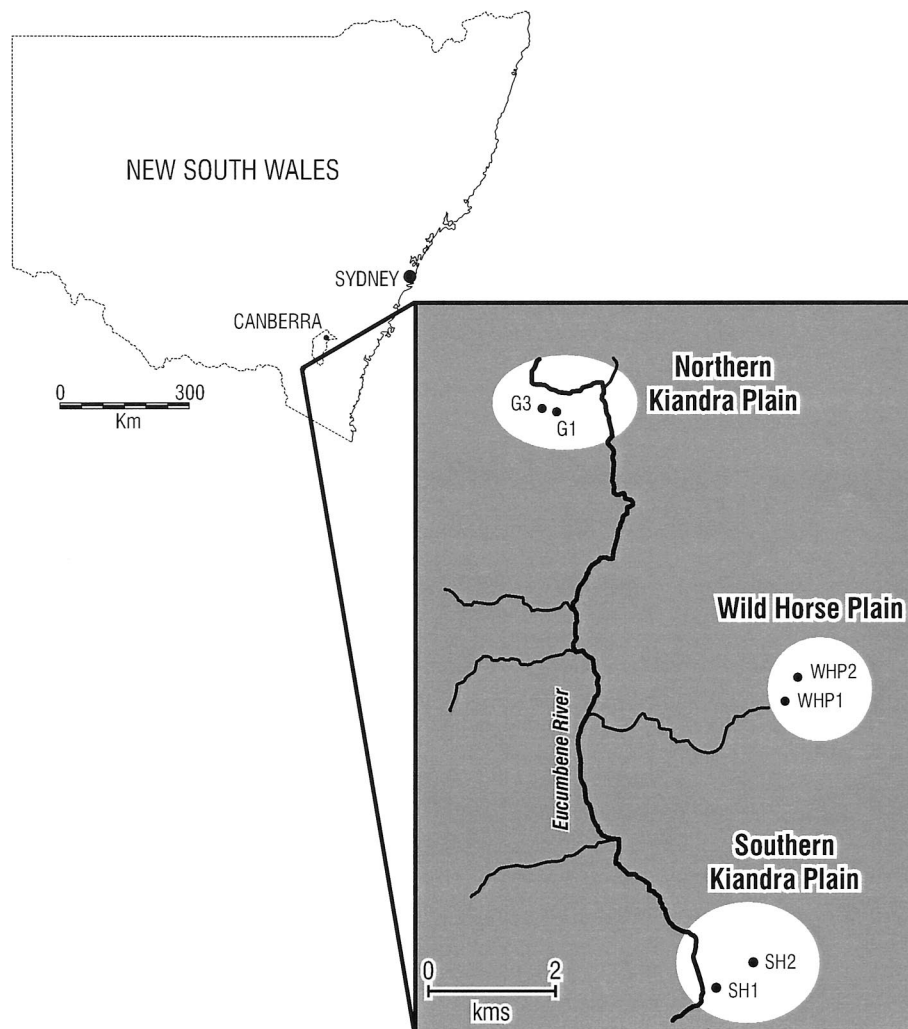 NEW SOUTH WALES
SYDNEY
CANBERRA
0 300
Km
Northern
Kiandra Plain
G3
G1
Wild Horse Plain
WHP2
WHP1
Eucumbene River
Southern
Kiandra Plain
SH2
SH1
0 2
kms